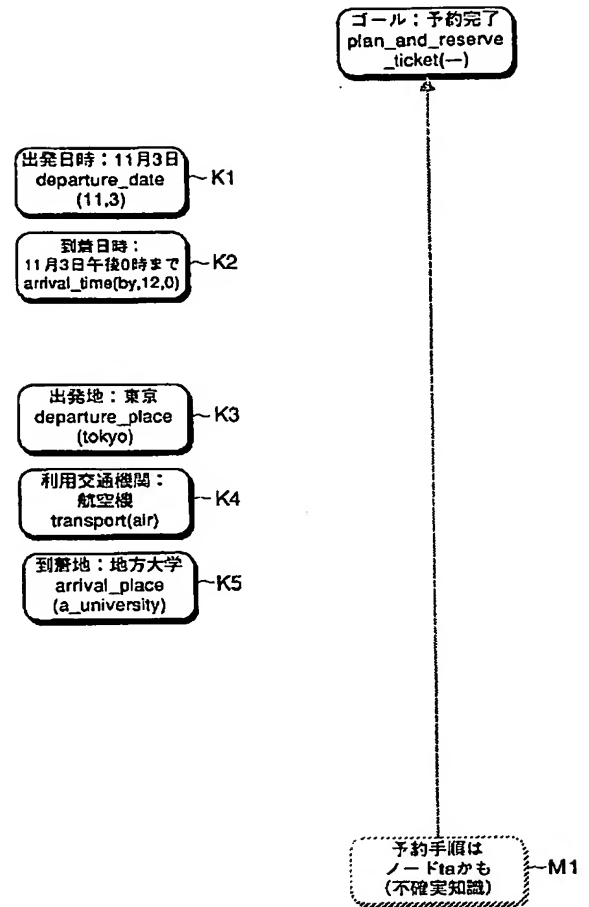 ゴール：予約完了
plan_and_reserve
_ticket(—)
出発日時：11月3日
departure_date
(11,3)
K1
到着日時：
11月3日午後0時まで
arrival_time(by,12,0)
K2
出発地：東京
departure_place
(tokyo)
K3
利用交通機関：
航空機
transport(air)
K4
到着地：地方大学
arrival_place
(a_university)
K5
予約手順は
ノードtaかも
(不確実知識)
M1